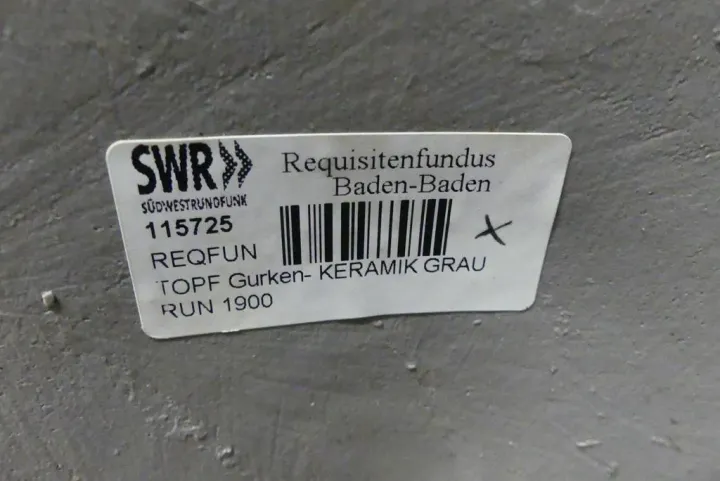 SWR
SÜDWESTRUNDFUNK
Requisitenfundus
Baden-Baden
115725
REQFUN
TOPF Gurken- KERAMIK GRAU
RUN 1900